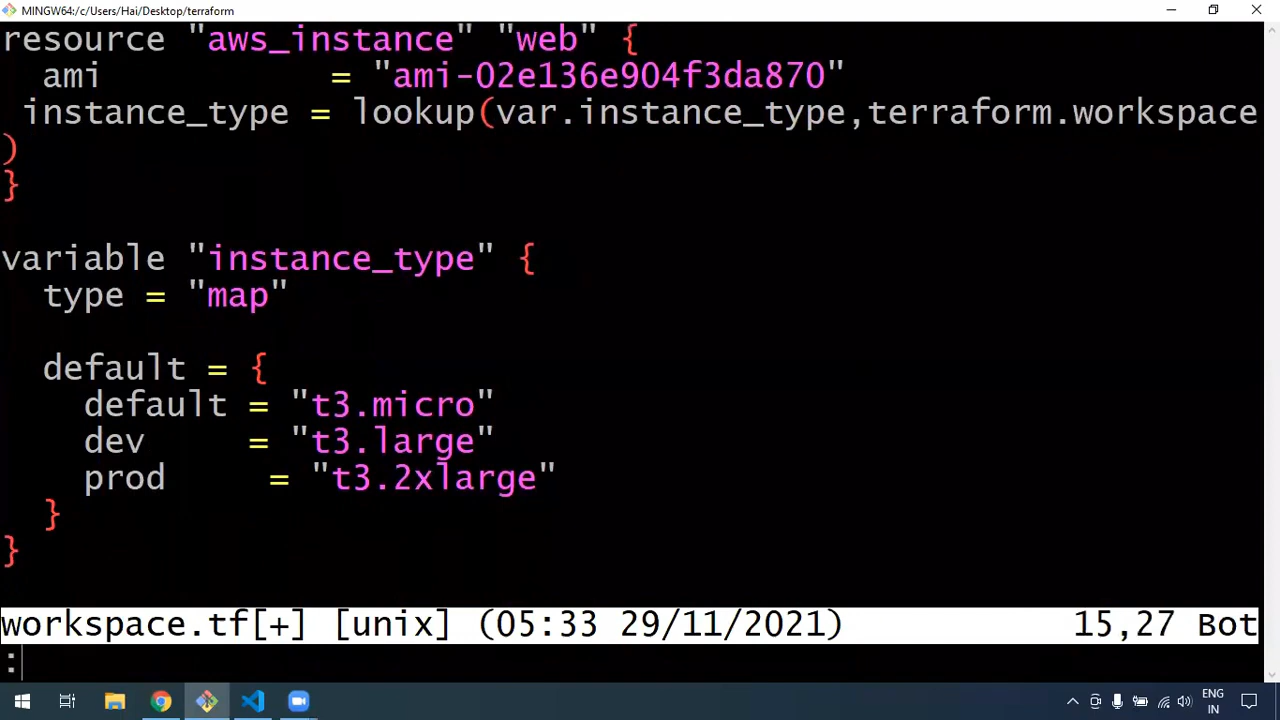 MINGW64:/c/Users/Hai/Desktop/terraform
resource "aws_instance" "web" {
  ami           = "ami-02e136e904f3da870"
 instance_type = lookup(var.instance_type,terraform.workspace
)
}

variable "instance_type" {
  type = "map"

  default = {
    default = "t3.micro"
    dev     = "t3.large"
    prod     = "t3.2xlarge"
  }
}
workspace.tf[+] [unix] (05:33 29/11/2021) 15,27 Bot
:
ENG
IN